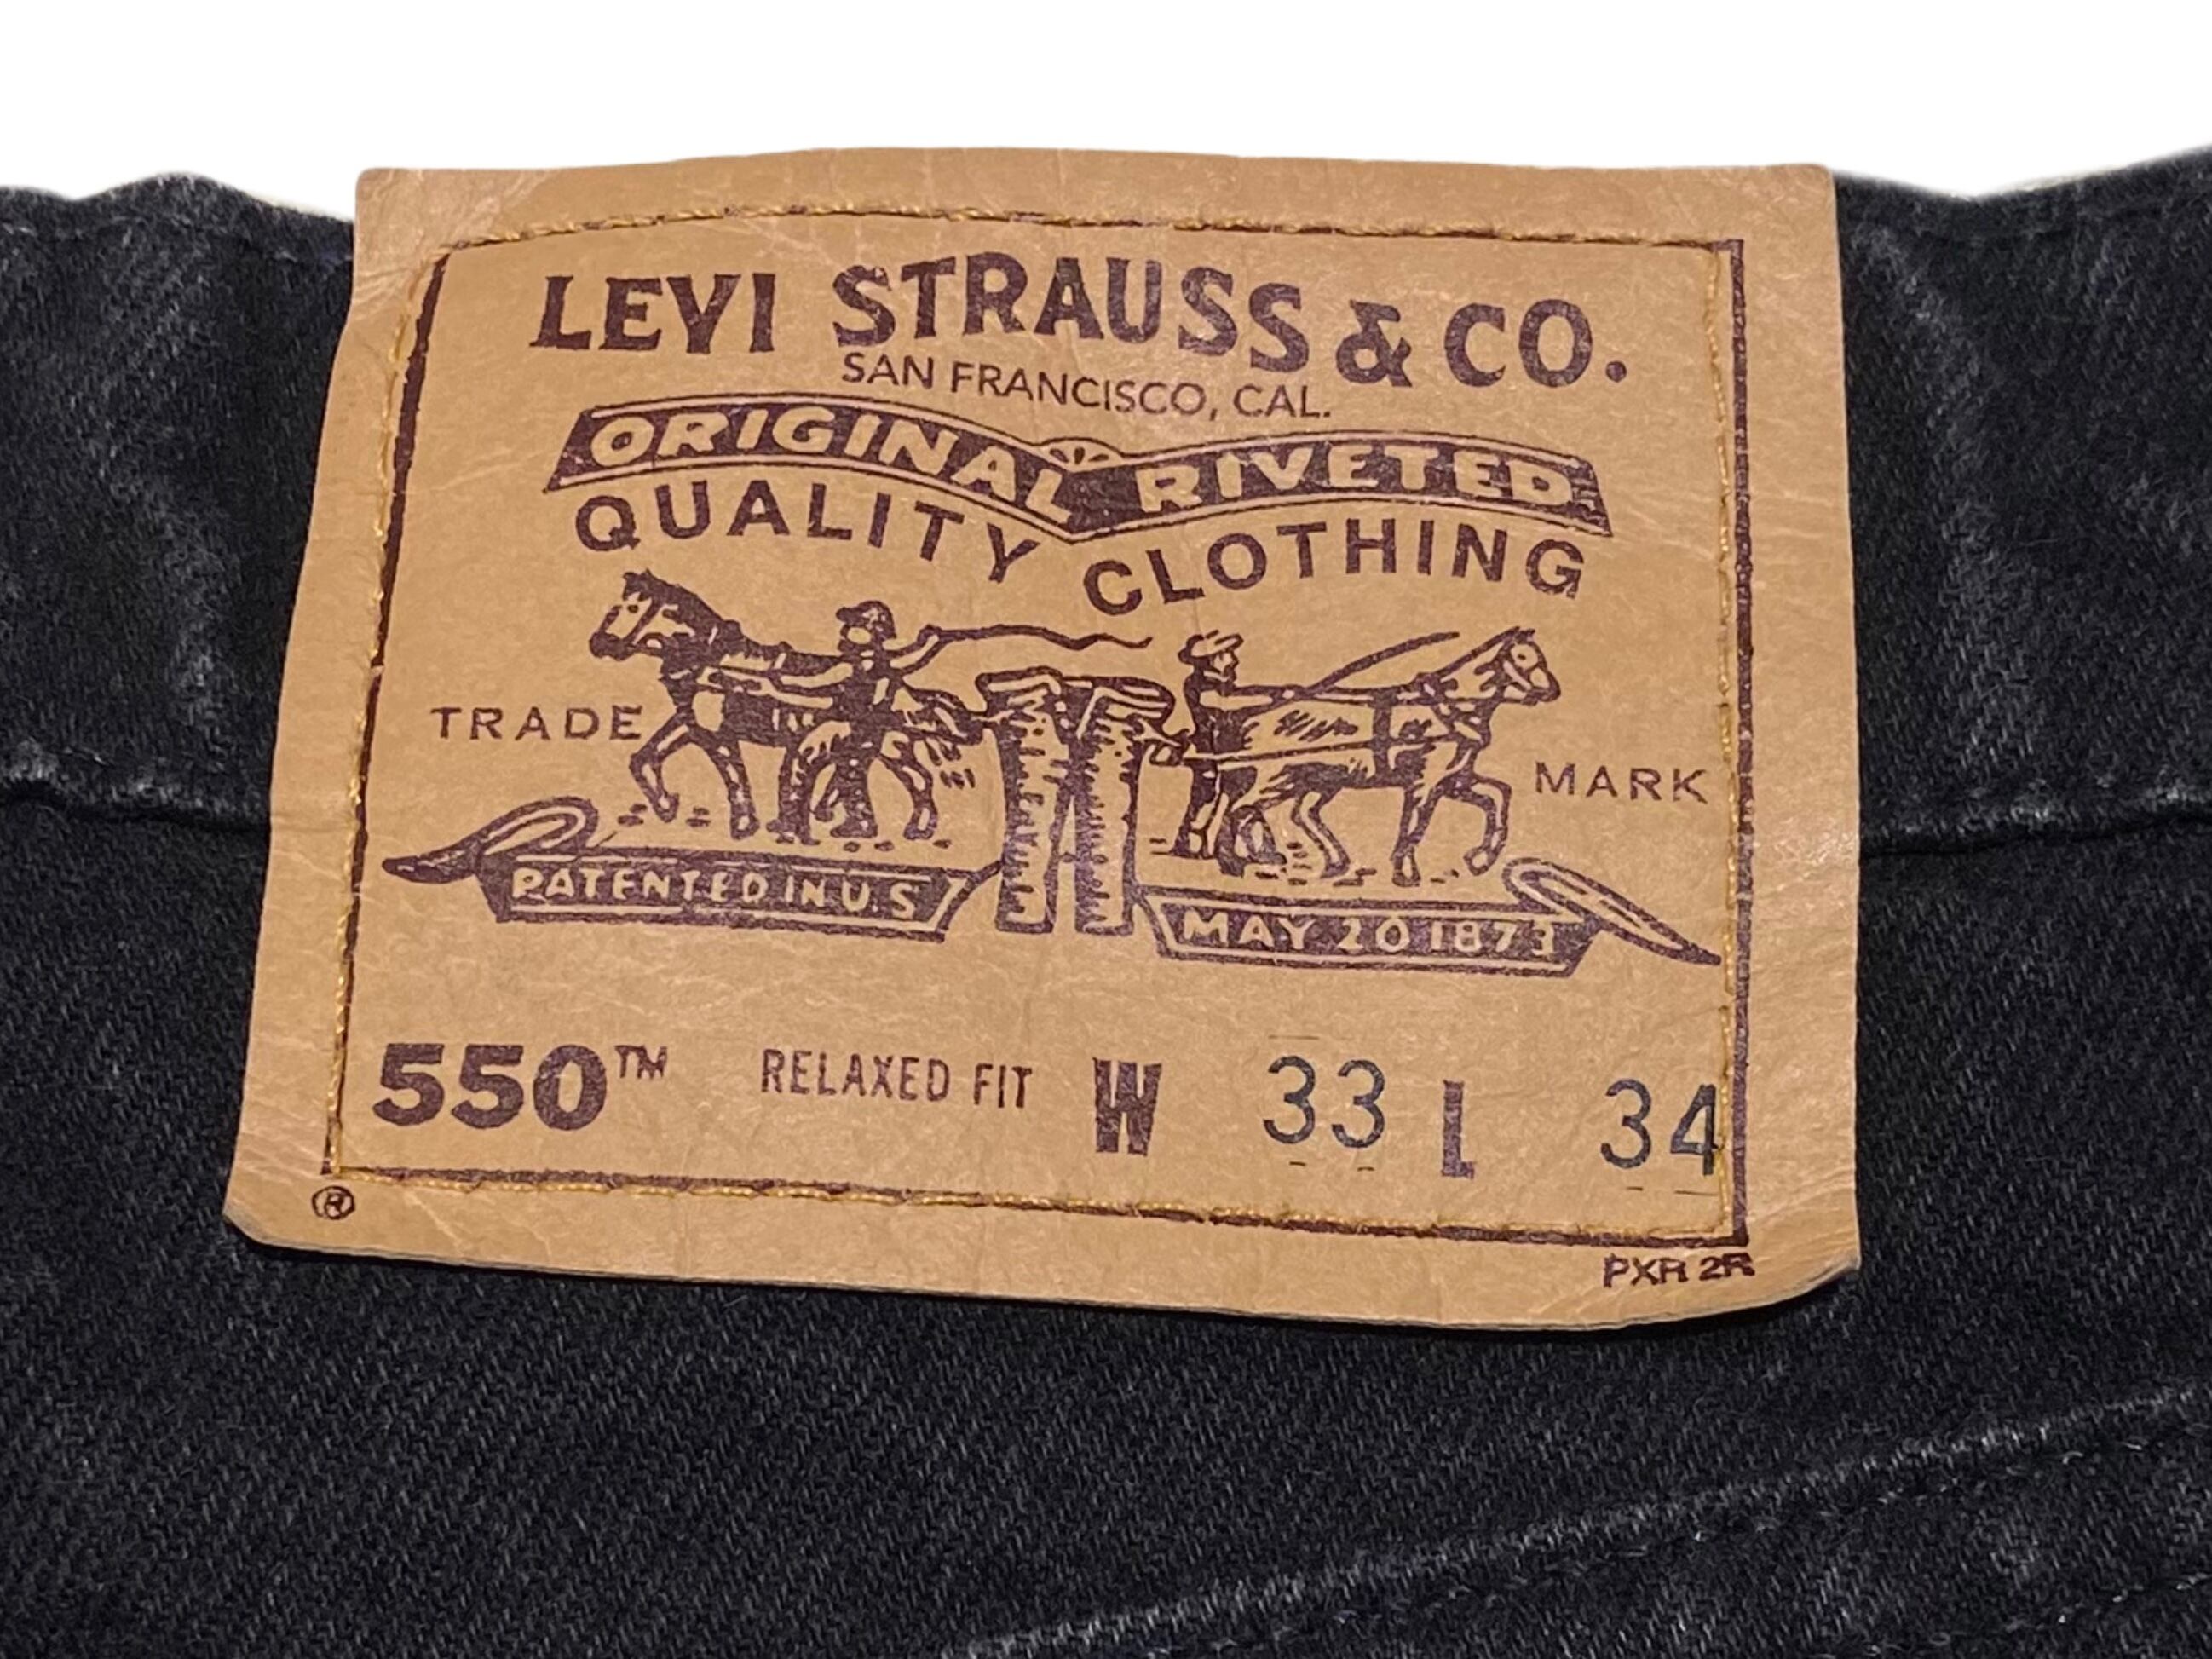 LEVI STRAUSS & CO.
SAN FRANCISCO, CAL.
ORIGINAL RIVETED
QUALITY CLOTHING
TRADE MARK
PATENTED IN U.S MAY 20 1873
550™ RELAXED FIT W 33 L 34
®
PXR 2R